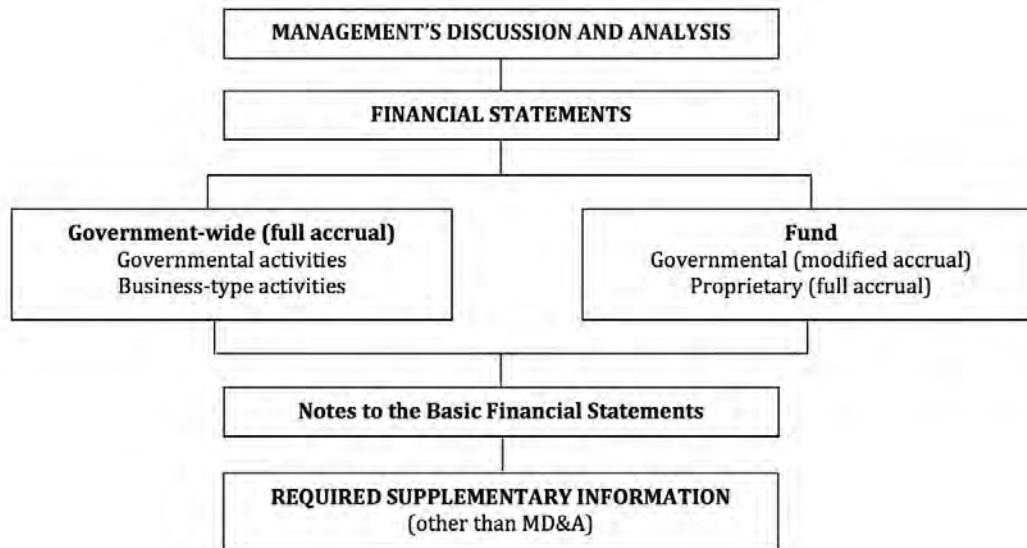 MANAGEMENT’S DISCUSSION AND ANALYSIS
FINANCIAL STATEMENTS
Government-wide (full accrual)
Governmental activities
Business-type activities
Fund
Governmental (modified accrual)
Proprietary (full accrual)
Notes to the Basic Financial Statements
REQUIRED SUPPLEMENTARY INFORMATION
(other than MD&A)